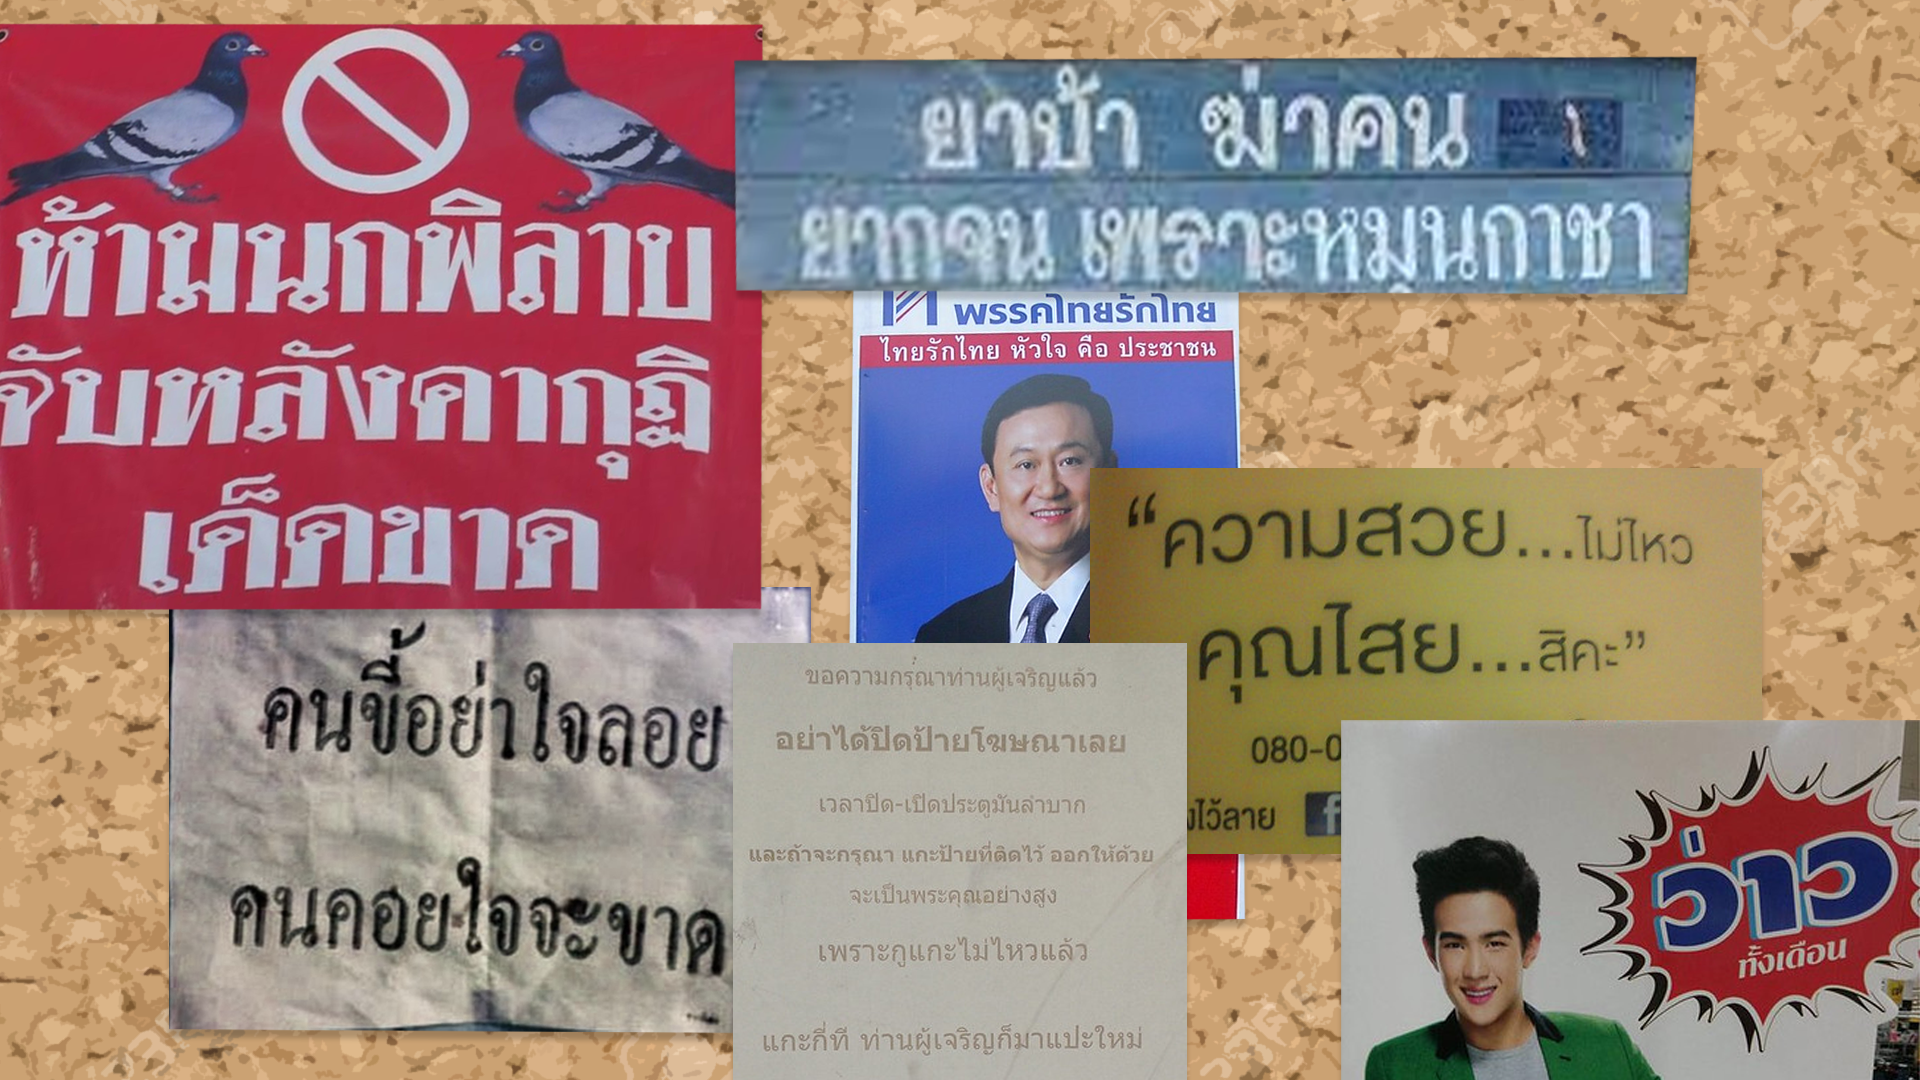 ห้ามนกพิลาบ
จับหลังคากุฏิ
เด็ดขาด
ยาบ้า ฆ่าคน
ยากจน เพราะหมุนกาชา
พรรคไทยรักไทย
ไทยรักไทย หัวใจ คือ ประชาชน
“ความสวย...ไม่ไหว
คุณไสย...สิคะ”
080-0
งไว้ลาย f
คนขี้อย่าใจลอย
คนคอยใจจะขาด
ขอความกรุณาท่านผู้เจริญแล้ว
อย่าได้ปิดป้ายโฆษณาเลย
เวลาปิด-เปิดประตูมันลำบาก
และถ้าจะกรุณา แกะป้ายที่ติดไว้ ออกให้ด้วย
จะเป็นพระคุณอย่างสูง
เพราะกูแกะไม่ไหวแล้ว
แกะกี่ที ท่านผู้เจริญก็มาแปะใหม่
ว่าว
ทั้งเดือน